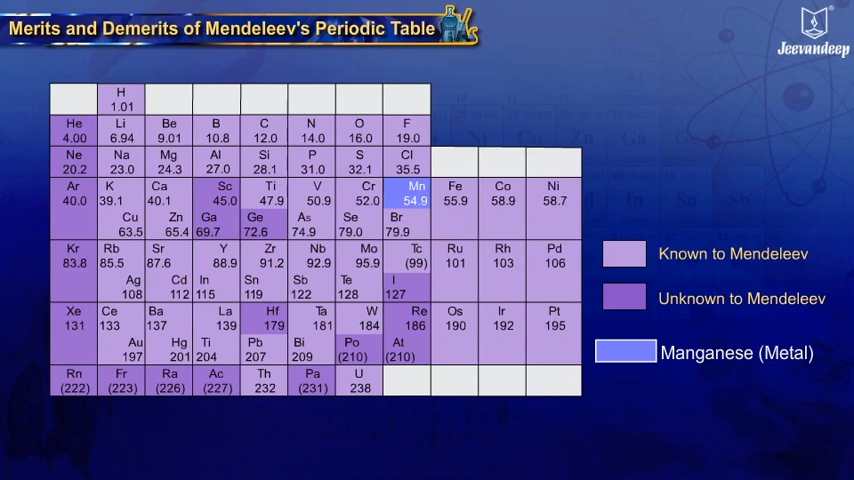 Merits and Demerits of Mendeleev's Periodic Table
Jeevandeep
H
1.01
He Li Be B C N O F
4.00 6.94 9.01 10.8 12.0 14.0 16.0 19.0
Ne Na Mg Al Si P S Cl
20.2 23.0 24.3 27.0 28.1 31.0 32.1 35.5
Ar K Ca Sc Ti V Cr Mn Fe Co Ni
40.0 39.1 40.1 45.0 47.9 50.9 52.0 54.9 55.9 58.9 58.7
Cu Zn Ga Ge As Se Br
63.5 65.4 69.7 72.6 74.9 79.0 79.9
Kr Rb Sr Y Zr Nb Mo Tc Ru Rh Pd
83.8 85.5 87.6 88.9 91.2 92.9 95.9 (99) 101 103 106
Ag Cd In Sn Sb Te I
108 112 115 119 122 128 127
Xe Ce Ba La Hf Ta W Re Os Ir Pt
131 133 137 139 179 181 184 186 190 192 195
Au Hg Ti Pb Bi Po At
197 201 204 207 209 (210) (210)
Rn Fr Ra Ac Th Pa U
(222) (223) (226) (227) 232 (231) 238
Known to Mendeleev
Unknown to Mendeleev
Manganese (Metal)